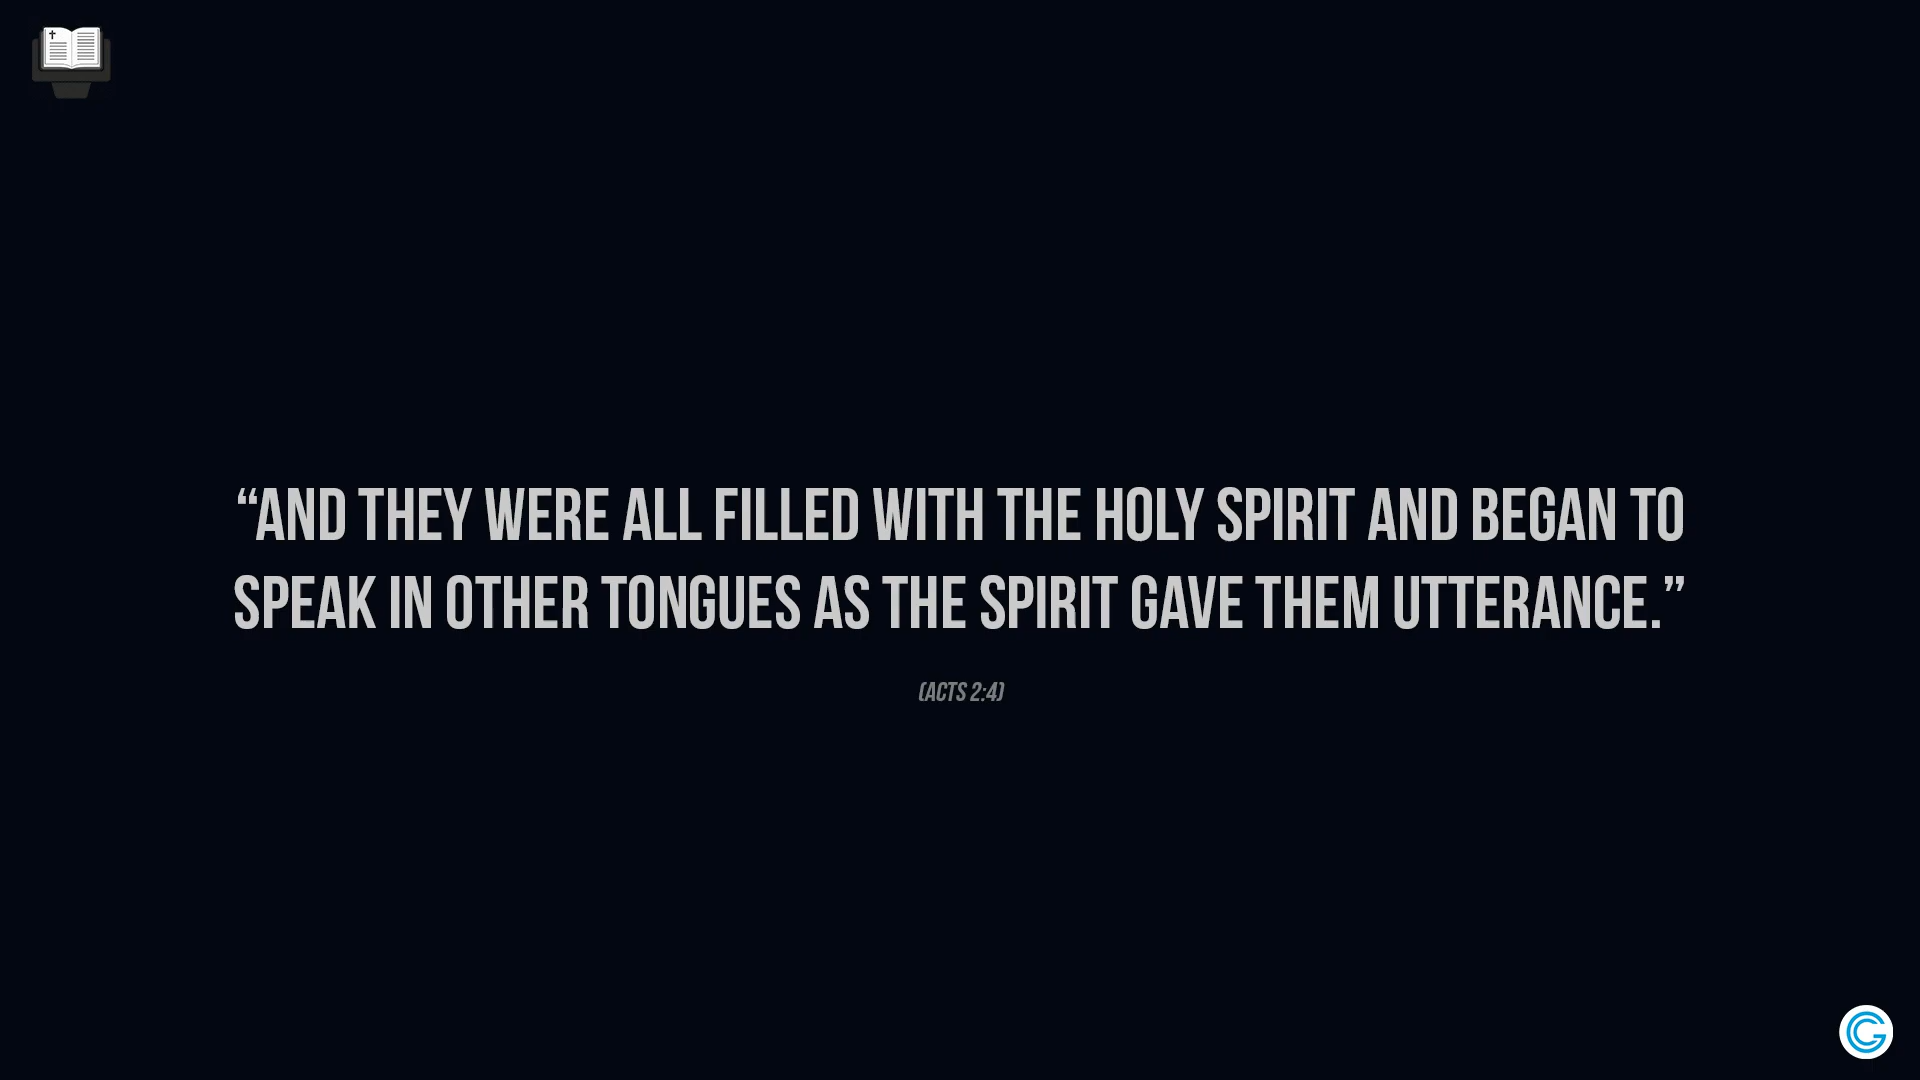 “AND THEY WERE ALL FILLED WITH THE HOLY SPIRIT AND BEGAN TO
SPEAK IN OTHER TONGUES AS THE SPIRIT GAVE THEM UTTERANCE.”
(ACTS 2:4)